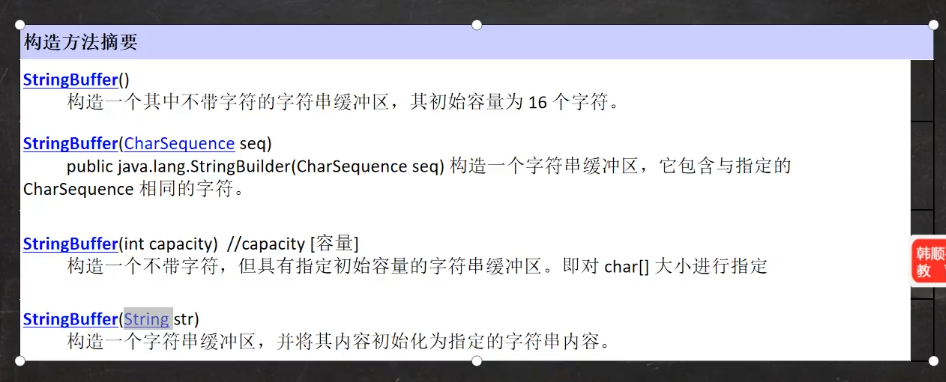 构造方法摘要
StringBuffer()
构造一个其中不带字符的字符串缓冲区，其初始容量为 16 个字符。
StringBuffer(CharSequence seq)
public java.lang.StringBuilder(CharSequence seq) 构造一个字符串缓冲区，它包含与指定的
CharSequence 相同的字符。
StringBuffer(int capacity)  //capacity [容量]
构造一个不带字符，但具有指定初始容量的字符串缓冲区。即对 char[] 大小进行指定
韩顺
教
StringBuffer(String str)
构造一个字符串缓冲区，并将其内容初始化为指定的字符串内容。